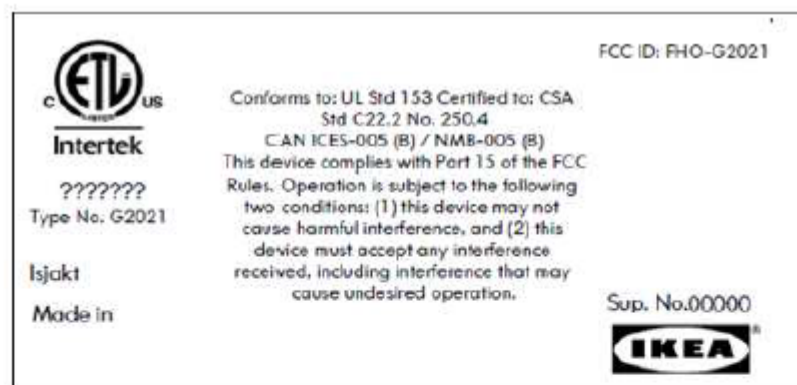 FCC ID: FHO-G2021
ETL
LISTED
c us
Intertek
???????
Type No. G2021
Isjakt
Made in
Conforms to: UL Std 153 Certified to: CSA
Std C22.2 No. 250.4
CAN ICES-005 (B) / NMB-005 (B)
This device complies with Part 15 of the FCC
Rules. Operation is subject to the following
two conditions: (1) this device may not
cause harmful interference, and (2) this
device must accept any interference
received, including interference that may
cause undesired operation.
Sup. No.00000
IKEA®